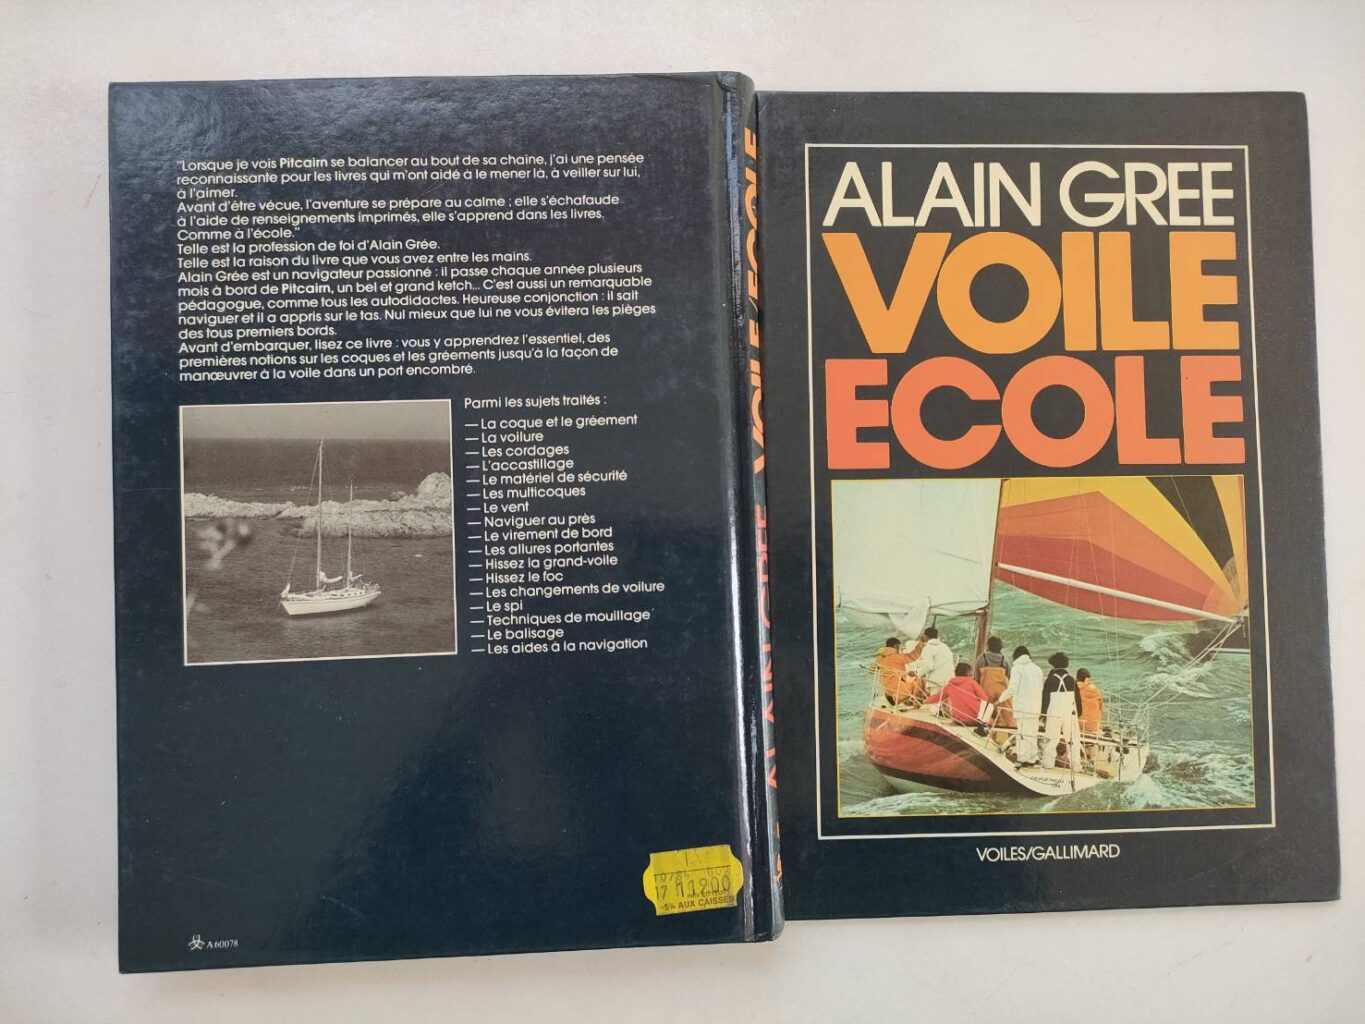 "Lorsque je vois Pitcairn se balancer au bout de sa chaîne, j'ai une pensée
reconnaissante pour les livres qui m'ont aidé à le mener là, à veiller sur lui,
à l'aimer.
Avant d'être vécue, l'aventure se prépare au calme ; elle s'échafaude
à l'aide de renseignements imprimés, elle s'apprend dans les livres.
Comme à l'école."
Telle est la profession de foi d'Alain Grée.
Telle est la raison du livre que vous avez entre les mains.
Alain Grée est un navigateur passionné : il passe chaque année plusieurs
mois à bord de Pitcairn, un bel et grand ketch... C'est aussi un remarquable
pédagogue, comme tous les autodidactes. Heureuse conjonction : il sait
naviguer et il a appris sur le tas. Nul mieux que lui ne vous évitera les pièges
des tous premiers bords.
Avant d'embarquer, lisez ce livre : vous y apprendrez l'essentiel, des
premières notions sur les coques et les gréements jusqu'à la façon de
manœuvrer à la voile dans un port encombré.
Parmi les sujets traités :
— La coque et le gréement
— La voilure
— Les cordages
— L'accastillage
— Le matériel de sécurité
— Les multicoques
— Le vent
— Naviguer au près
— Le virement de bord
— Les allures portantes
— Hissez la grand-voile
— Hissez le foc
— Les changements de voilure
— Le spi
— Techniques de mouillage
— Le balisage
— Les aides à la navigation
17 11900
-5% AUX CAISSES
A 60078
ALAIN GREE VOILE/ECOLE
ALAIN GREE
VOILE
ECOLE
VOILES/GALLIMARD